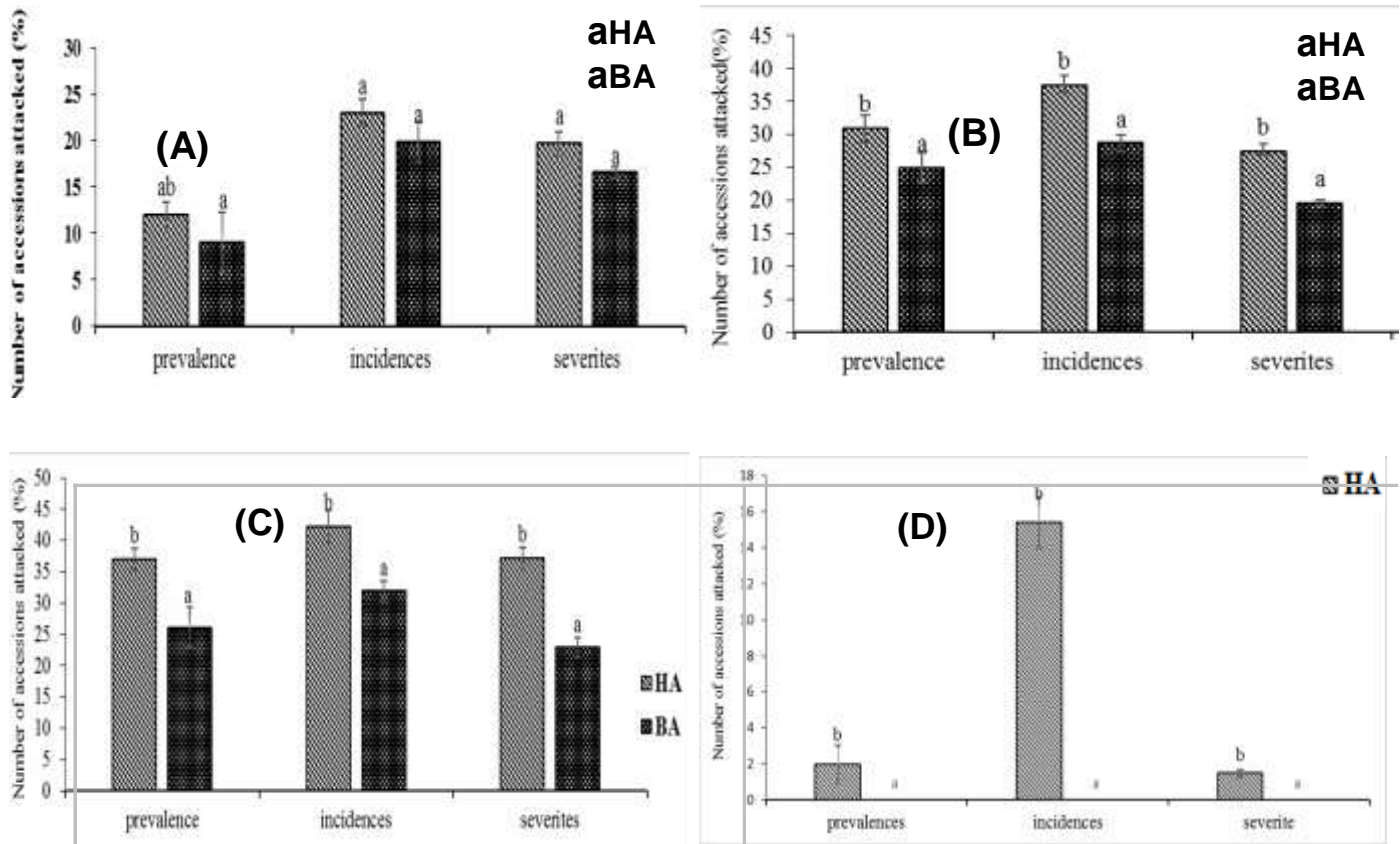 Number of accessions attacked (%)
aHA
aBA
30
25
20
15
10
5
0
(A)
ab
a
a
a
a
a
prevalence
incidences
severites
Number of accessions attacked(%)
aHA
aBA
45
40
35
30
25
20
15
10
5
0
(B)
b
a
b
a
b
a
prevalence
incidences
severites
Number of accessions attacked (%)
50
45
40
35
30
25
20
15
10
5
0
(C)
b
a
b
a
b
a
HA
BA
prevalence
incidences
severites
Number of accessions attacked (%)
18
16
14
12
10
8
6
4
2
0
(D)
HA
b
a
b
a
b
a
prevalences
incidences
severite